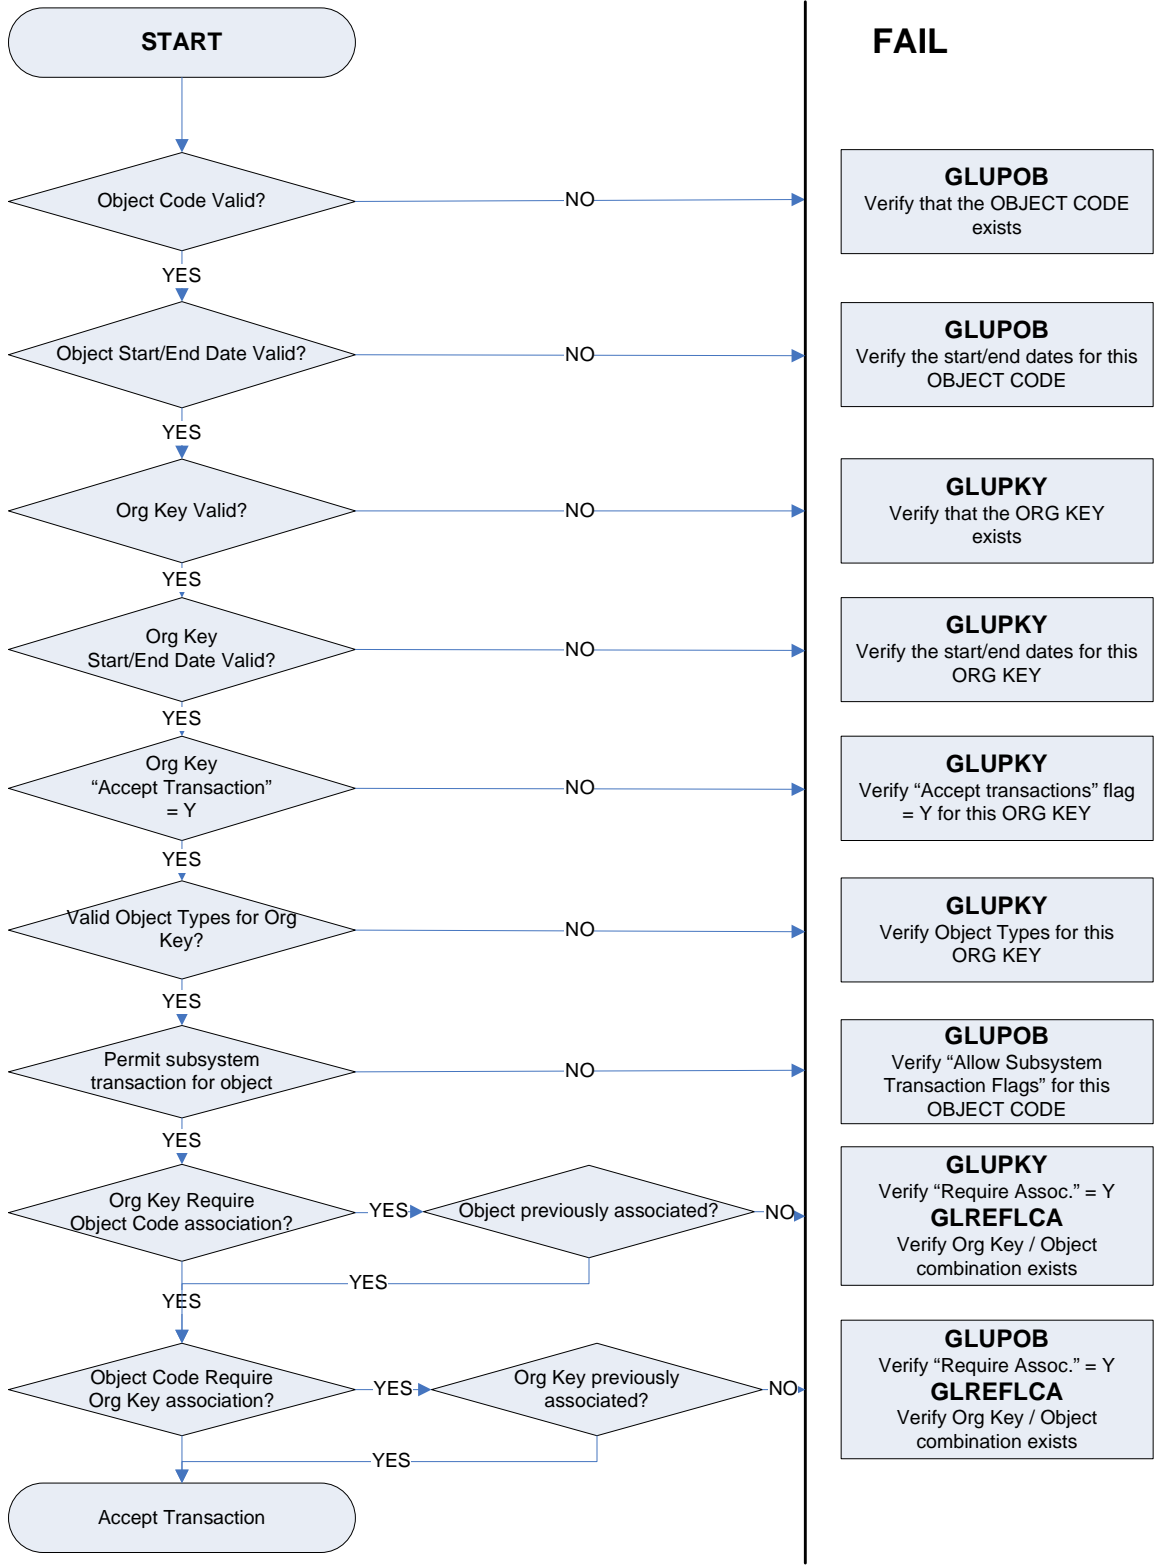 START
FAIL
Object Code Valid?
NO
GLUPOB
Verify that the OBJECT CODE
exists
YES
Object Start/End Date Valid?
NO
GLUPOB
Verify the start/end dates for this
OBJECT CODE
YES
Org Key Valid?
NO
GLUPKY
Verify that the ORG KEY
exists
YES
Org Key
Start/End Date Valid?
NO
GLUPKY
Verify the start/end dates for this
ORG KEY
YES
Org Key
“Accept Transaction”
= Y
NO
GLUPKY
Verify “Accept transactions” flag
= Y for this ORG KEY
YES
Valid Object Types for Org
Key?
NO
GLUPKY
Verify Object Types for this
ORG KEY
YES
Permit subsystem
transaction for object
NO
GLUPOB
Verify “Allow Subsystem
Transaction Flags” for this
OBJECT CODE
YES
Org Key Require
Object Code association?
YES
Object previously associated?
NO
GLUPKY
Verify “Require Assoc.” = Y
GLREFLCA
Verify Org Key / Object
combination exists
YES
YES
Object Code Require
Org Key association?
YES
Org Key previously
associated?
NO
GLUPOB
Verify “Require Assoc.” = Y
GLREFLCA
Verify Org Key / Object
combination exists
YES
Accept Transaction